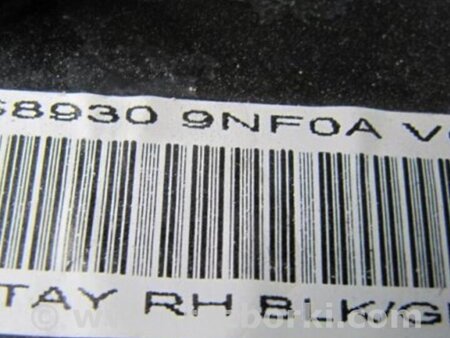 68930 9NF0A V
TAY RH BLK/G